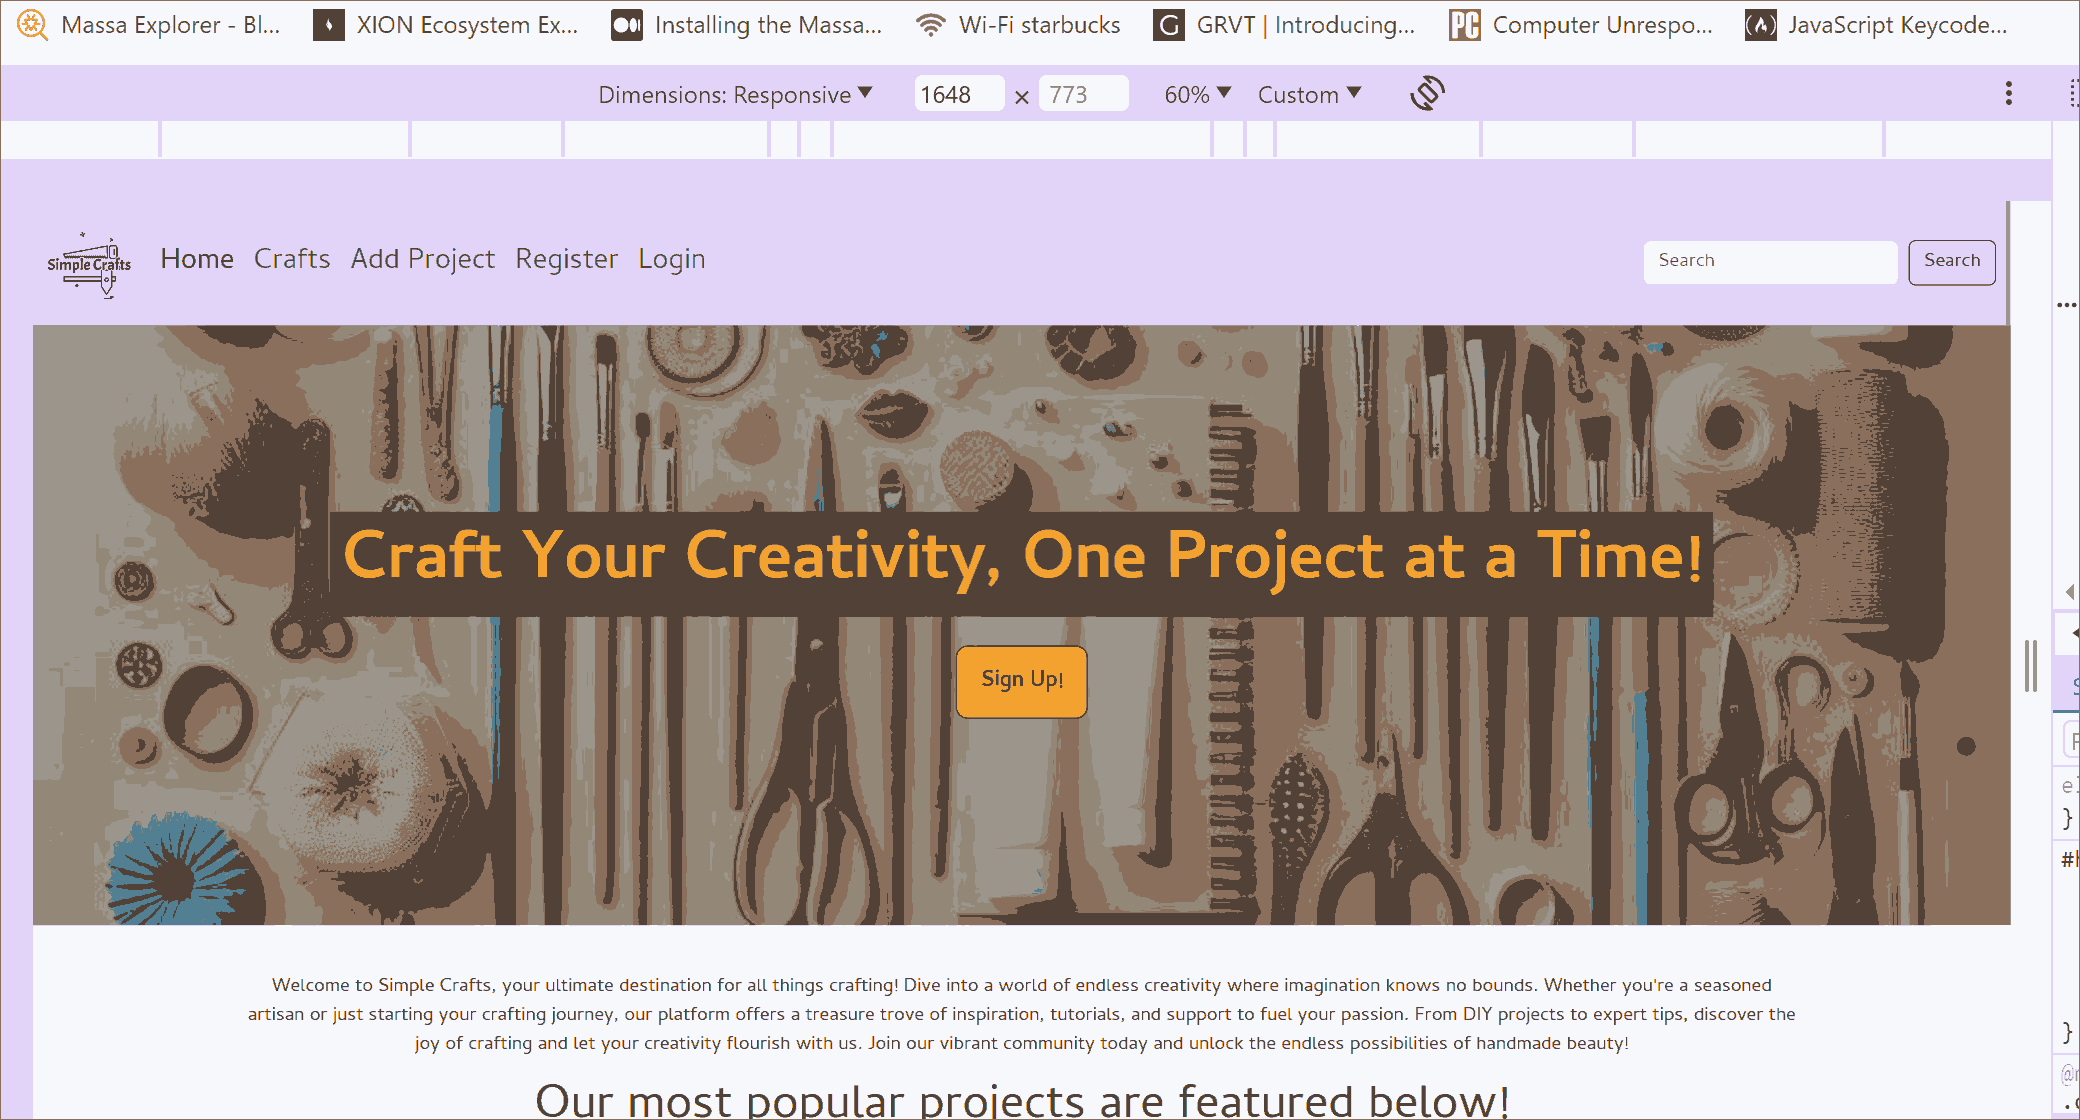 Massa Explorer - Bl...
XION Ecosystem Ex...
Installing the Massa...
Wi-Fi starbucks
G
GRVT | Introducing...
PC
Computer Unrespo...
JavaScript Keycode...
Dimensions: Responsive
1648 × 773
60%
Custom
Simple Crafts
Home
Crafts
Add Project
Register
Login
Search
Search
Craft Your Creativity, One Project at a Time!
Sign Up!
}
}
Welcome to Simple Crafts, your ultimate destination for all things crafting! Dive into a world of endless creativity where imagination knows no bounds. Whether you're a seasoned
artisan or just starting your crafting journey, our platform offers a treasure trove of inspiration, tutorials, and support to fuel your passion. From DIY projects to expert tips, discover the
joy of crafting and let your creativity flourish with us. Join our vibrant community today and unlock the endless possibilities of handmade beauty!
Our most popular projects are featured below!